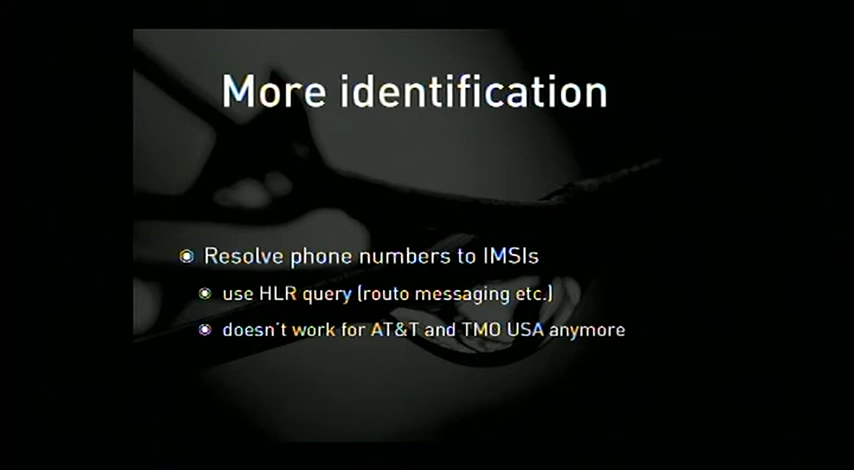 More identification
Resolve phone numbers to IMSIs
use HLR query (routo messaging etc.)
doesn't work for AT&T and TMO USA anymore